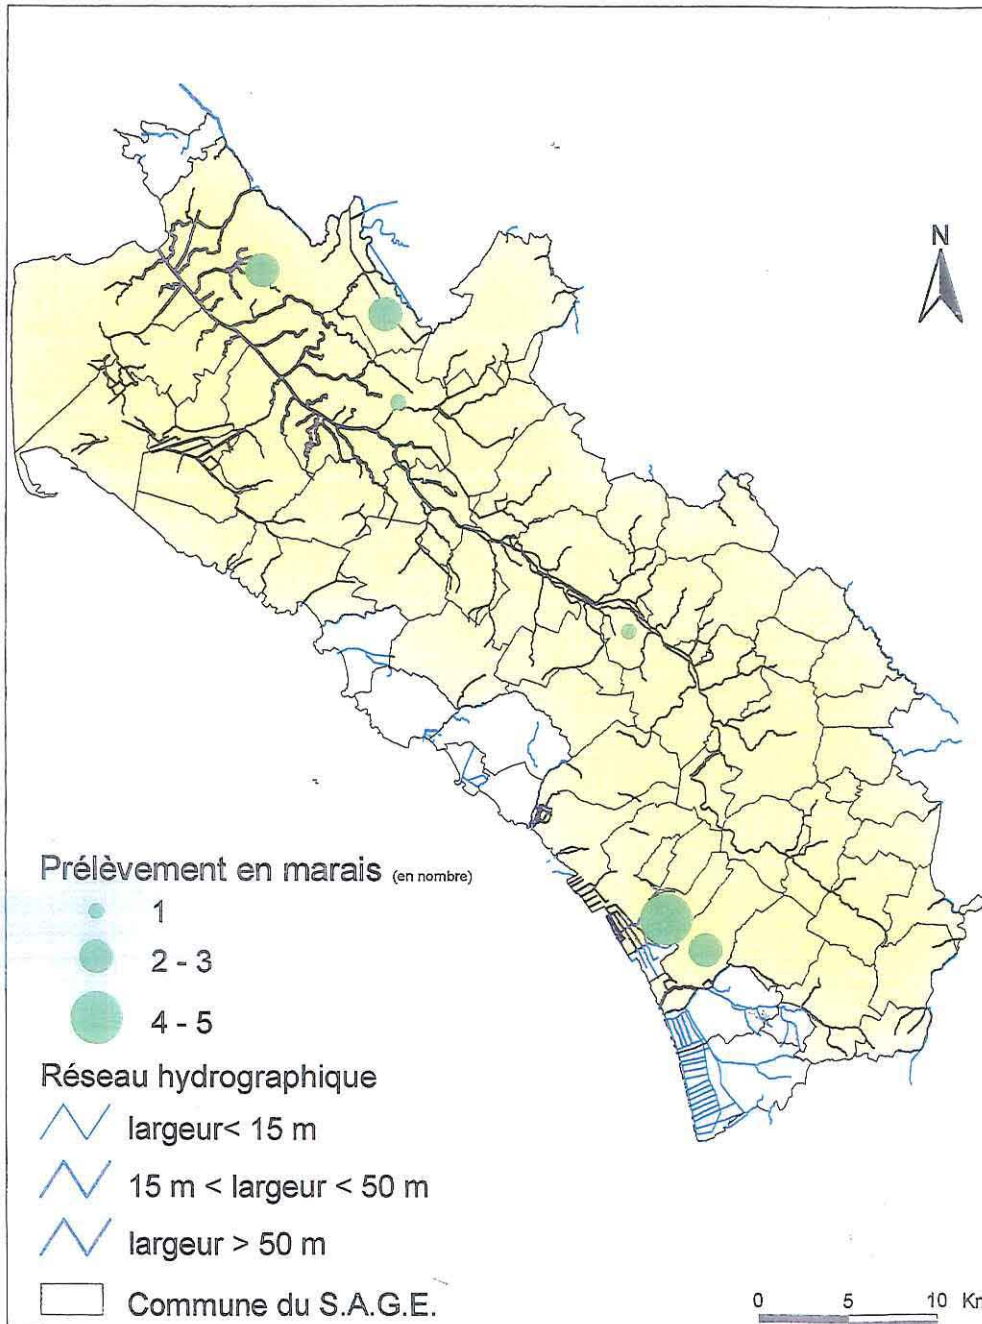 N
Prélèvement en marais (en nombre)
1
2 - 3
4 - 5
Réseau hydrographique
largeur< 15 m
15 m < largeur < 50 m
largeur > 50 m
Commune du S.A.G.E.
0 5 10 Km